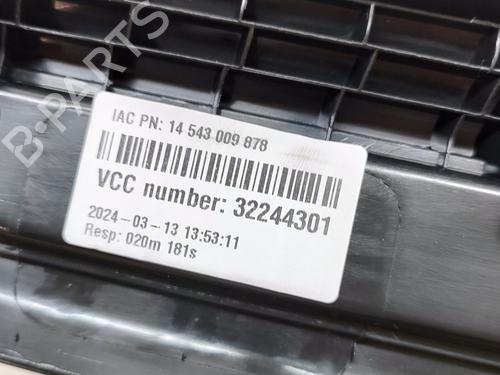 B-PARTS
IAC PN: 14 543 009 878
VCC number: 32244301
2024-03-13 13:53:11
Resp: 020m 181s